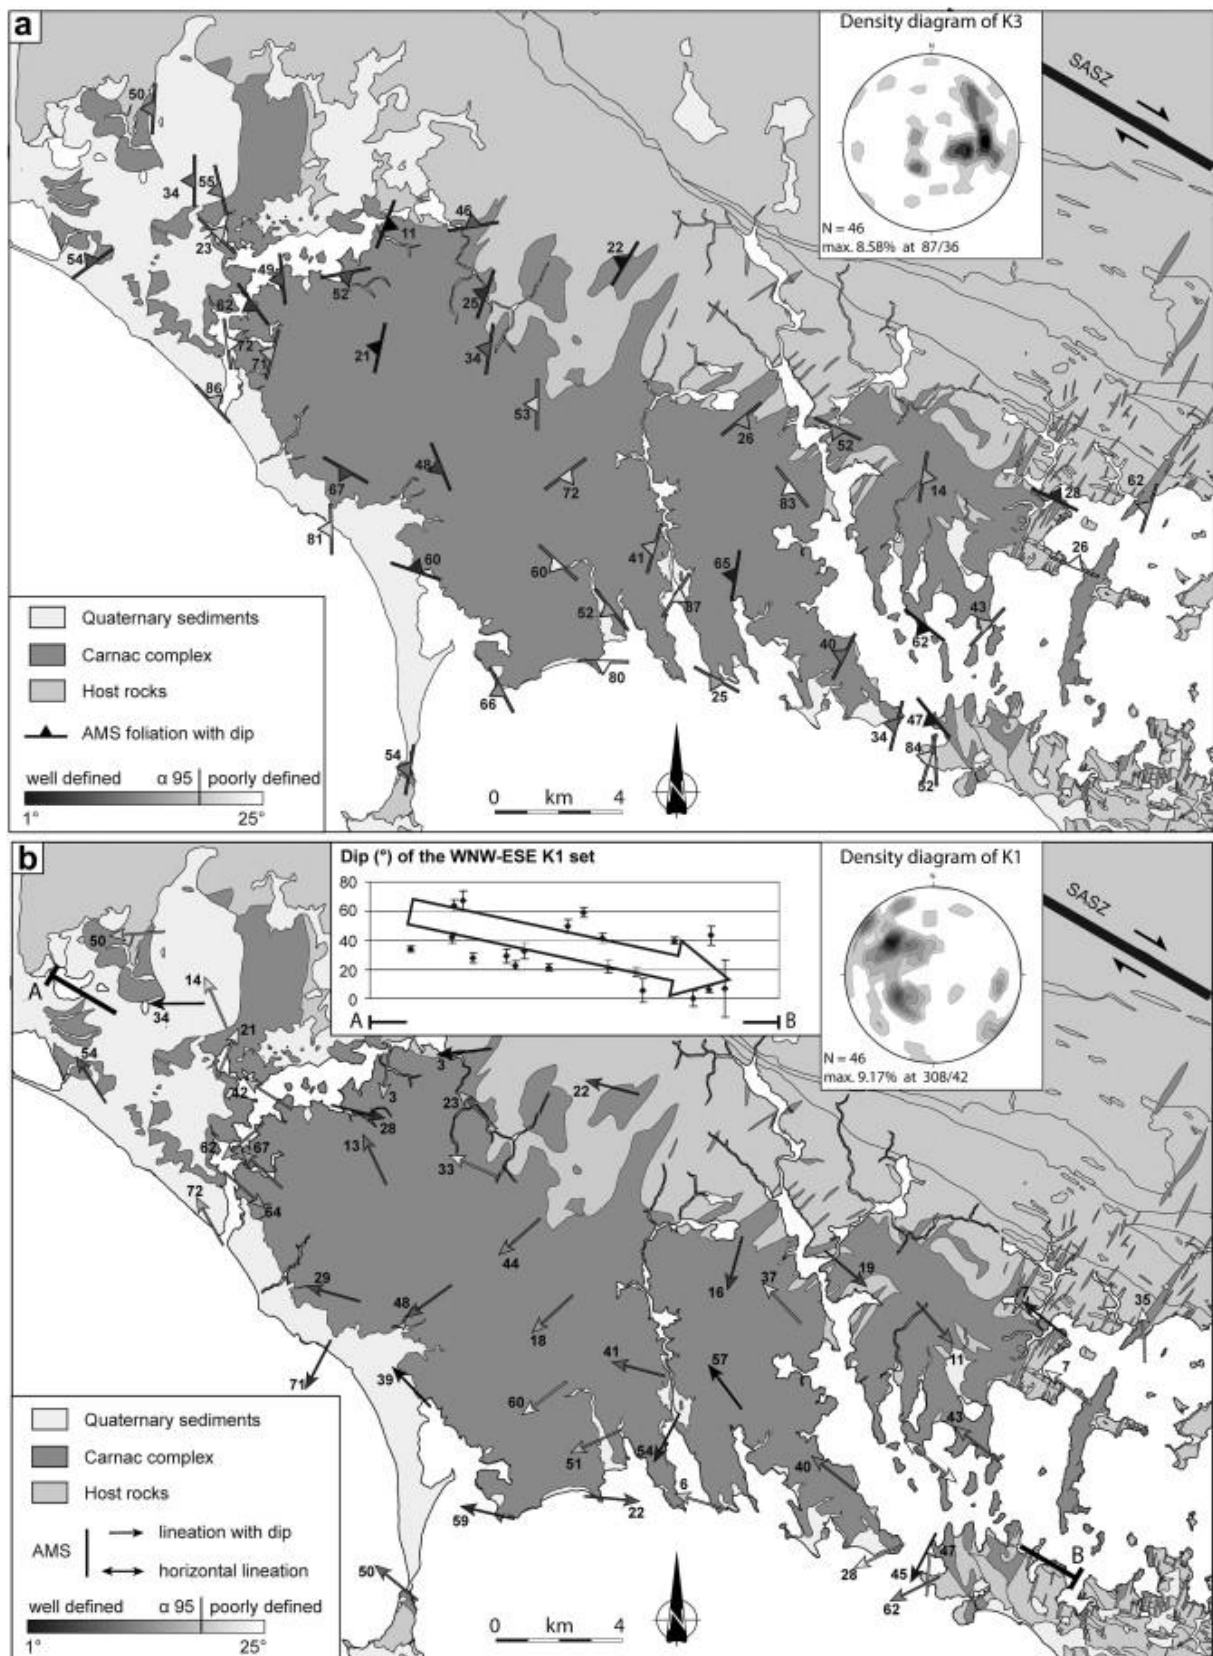 a
Density diagram of K3
N
N = 46
max. 8.58% at 87/36
SASZ
50
34
55
23
54
11
46
22
49
52
62
25
72
71
21
34
86
53
26
52
67
48
72
83
14
28
62
81
60
60
41
65
26
52
87
43
62
40
66
80
25
34
47
84
52
54
Quaternary sediments
Carnac complex
Host rocks
AMS foliation with dip
well defined
α 95
poorly defined
1°
25°
0 km 4
N
b
Dip (°) of the WNW-ESE K1 set
80
60
40
20
0
A
B
Density diagram of K1
N
N = 46
max. 9.17% at 308/42
SASZ
50
A
14
34
21
54
3
42
3
22
28
23
62
67
13
33
72
64
44
16
37
19
29
48
7
35
18
41
57
11
7
71
39
60
43
51
54
40
6
59
22
50
28
45
47
62
B
Quaternary sediments
Carnac complex
Host rocks
AMS
lineation with dip
horizontal lineation
well defined
α 95
poorly defined
1°
25°
0 km 4
N